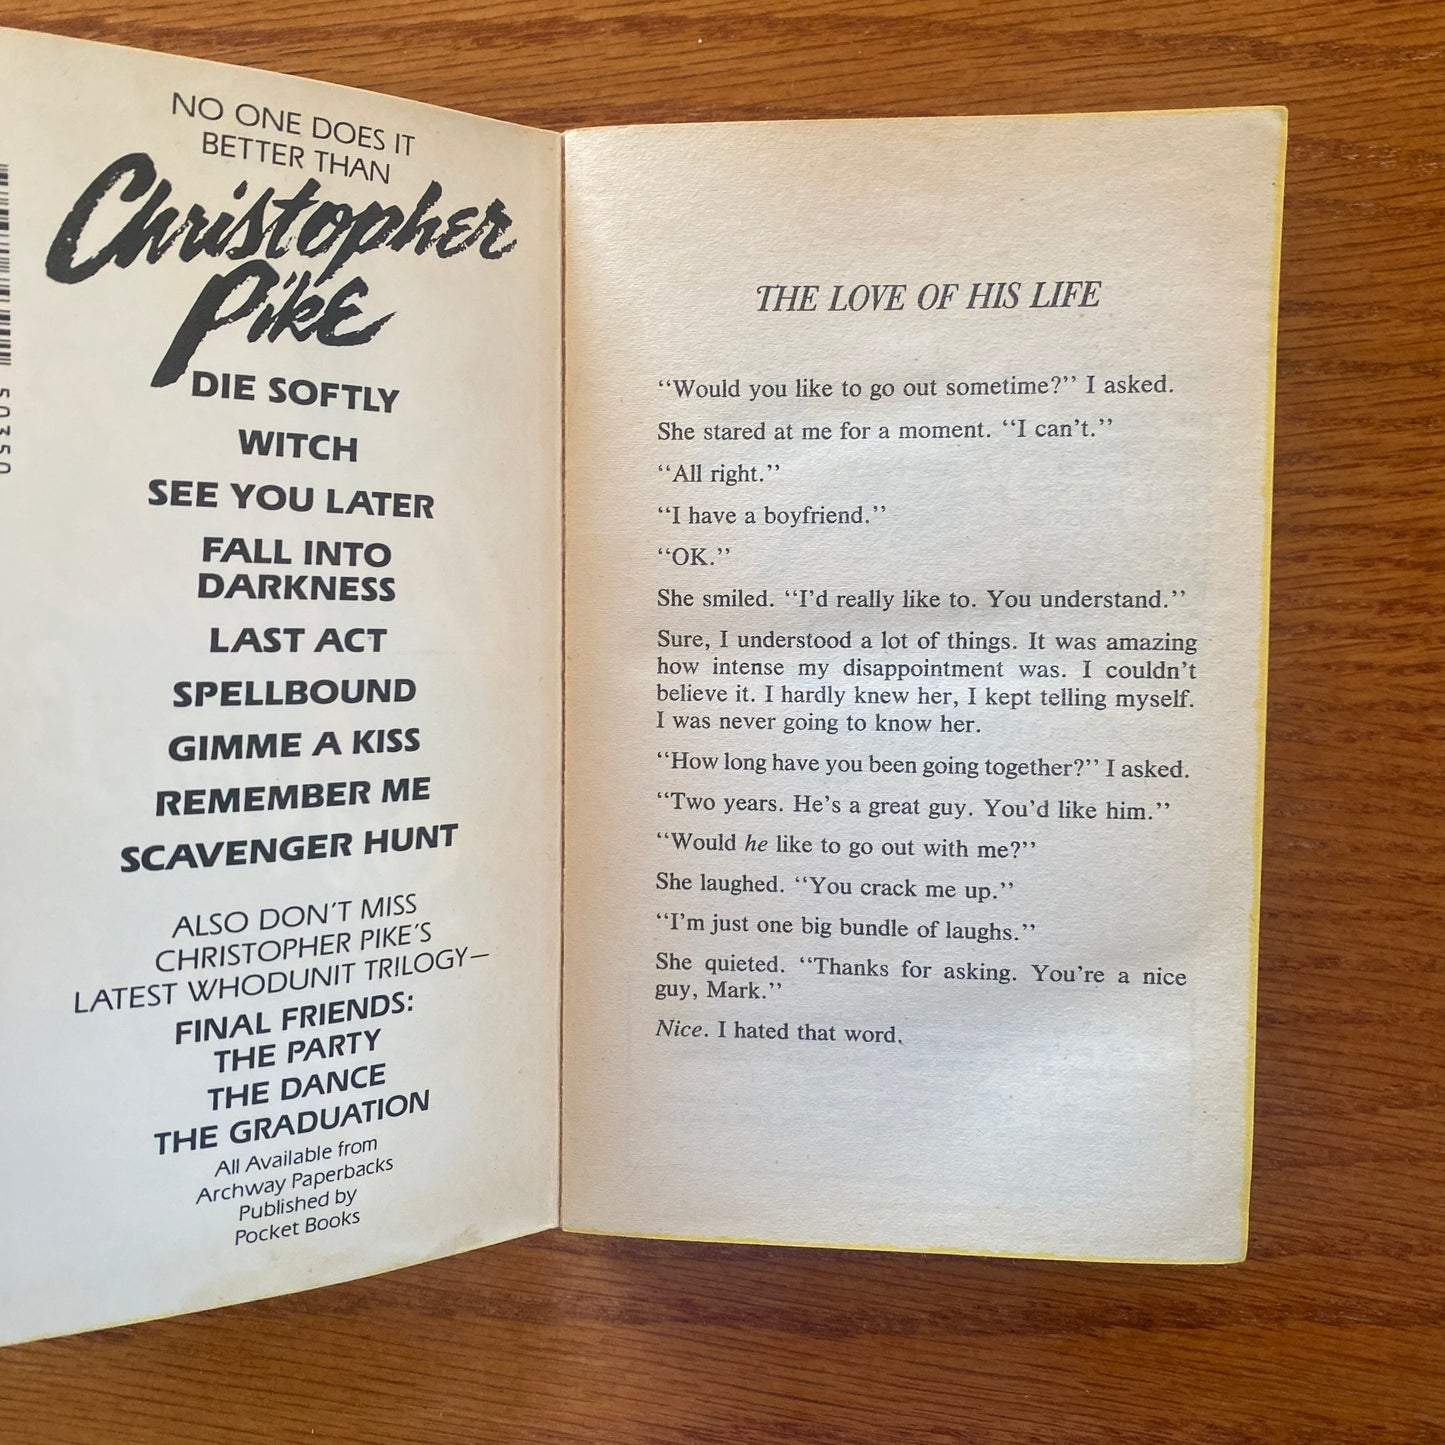 50350
NO ONE DOES IT
BETTER THAN
Christopher
Pike
DIE SOFTLY
WITCH
SEE YOU LATER
FALL INTO
DARKNESS
LAST ACT
SPELLBOUND
GIMME A KISS
REMEMBER ME
SCAVENGER HUNT
ALSO DON'T MISS
CHRISTOPHER PIKE'S
LATEST WHODUNIT TRILOGY—
FINAL FRIENDS:
THE PARTY
THE DANCE
THE GRADUATION
All Available from
Archway Paperbacks
Published by
Pocket Books
THE LOVE OF HIS LIFE
“Would you like to go out sometime?” I asked.
She stared at me for a moment. “I can't.”
“All right.”
“I have a boyfriend.”
“OK.”
She smiled. “I'd really like to. You understand.”
Sure, I understood a lot of things. It was amazing
how intense my disappointment was. I couldn't
believe it. I hardly knew her, I kept telling myself.
I was never going to know her.
“How long have you been going together?” I asked.
“Two years. He's a great guy. You'd like him.”
“Would he like to go out with me?”
She laughed. “You crack me up.”
“I'm just one big bundle of laughs.”
She quieted. “Thanks for asking. You're a nice
guy, Mark.”
Nice. I hated that word.